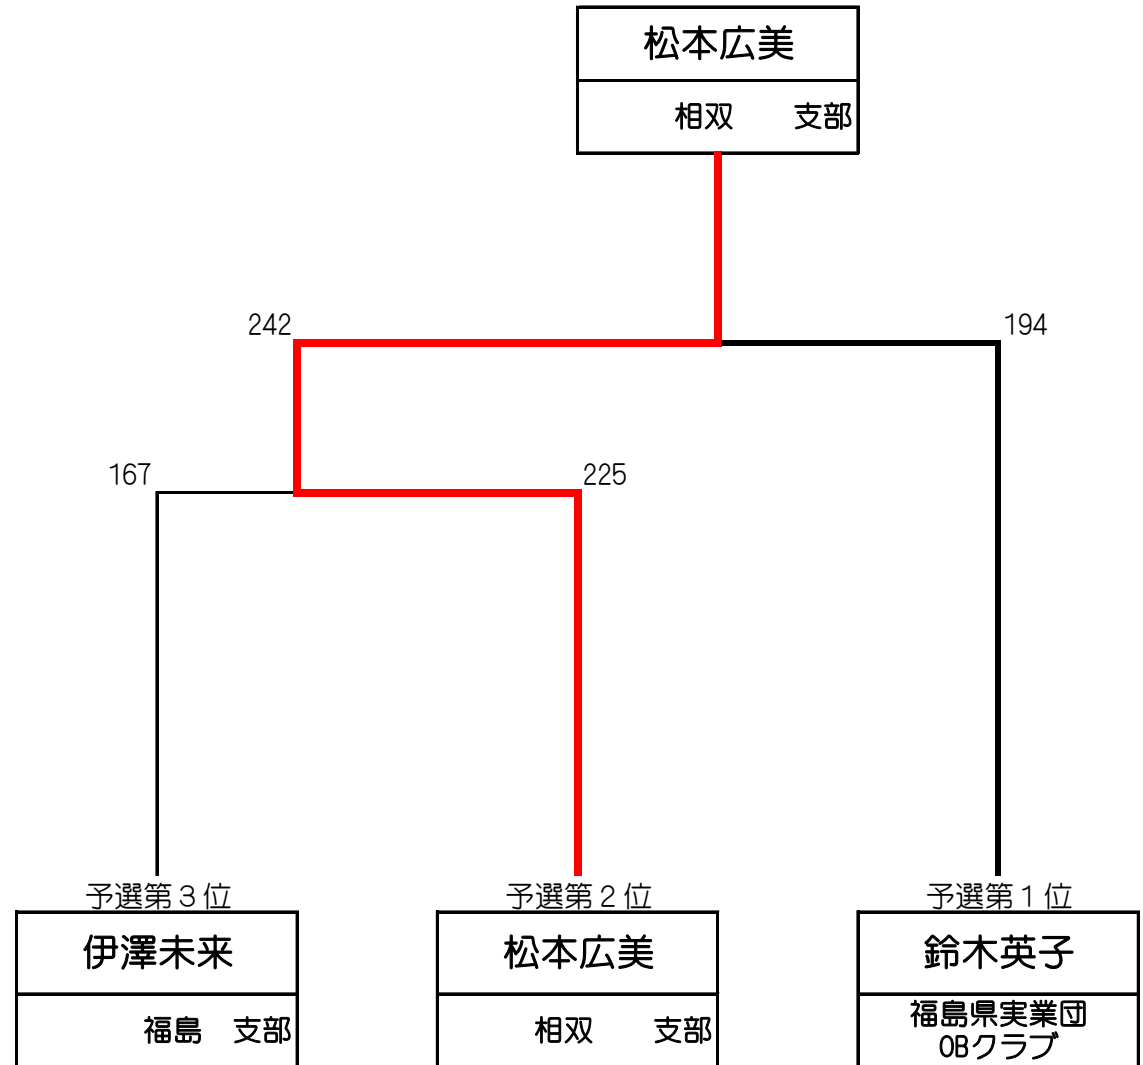 松本広美
相双　支部
242
194
167
225
予選第３位
予選第２位
予選第１位
伊澤未来
松本広美
鈴木英子
福島　支部
相双　支部
福島県実業団
OBクラブ